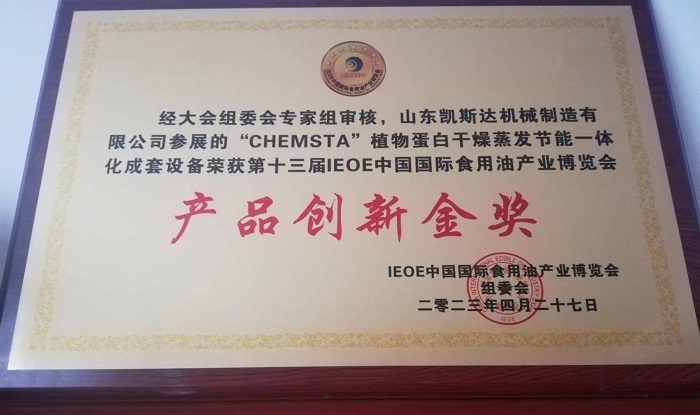 OILEXPO
经大会组委会专家组审核，山东凯斯达机械制造有
限公司参展的“CHEMSTA”植物蛋白干燥蒸发节能一体
化成套设备荣获第十三届IEOE中国国际食用油产业博览会
产品创新金奖
IEOE中国国际食用油产业博览会
组委会
二零二三年四月二十七日
IEOE